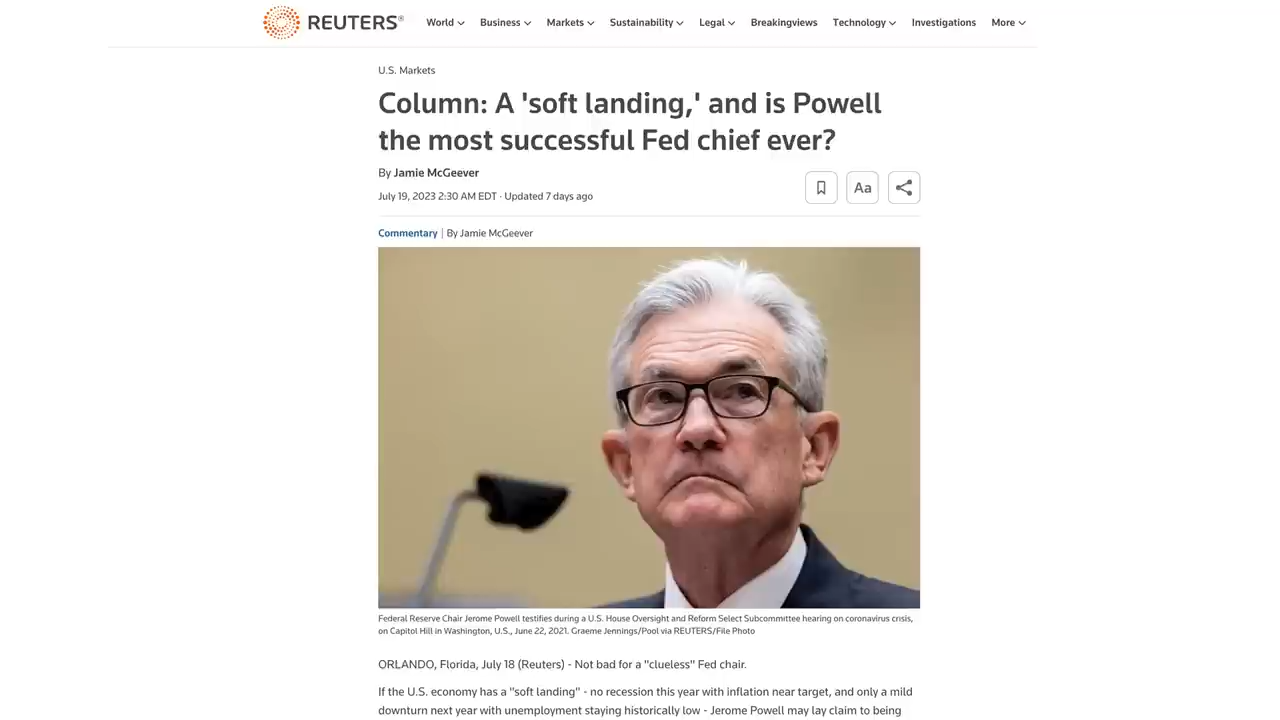 REUTERS®
World Business Markets Sustainability Legal Breakingviews Technology Investigations More
U.S. Markets
Column: A 'soft landing,' and is Powell
the most successful Fed chief ever?
By Jamie McGeever
July 19, 2023 2:30 AM EDT · Updated 7 days ago
Aa
Commentary | By Jamie McGeever
Federal Reserve Chair Jerome Powell testifies during a U.S. House Oversight and Reform Select Subcommittee hearing on coronavirus crisis,
on Capitol Hill in Washington, U.S., June 22, 2021. Graeme Jennings/Pool via REUTERS/File Photo
ORLANDO, Florida, July 18 (Reuters) - Not bad for a "clueless" Fed chair.
If the U.S. economy has a "soft landing" - no recession this year with inflation near target, and only a mild
downturn next year with unemployment staying historically low - Jerome Powell may lay claim to being